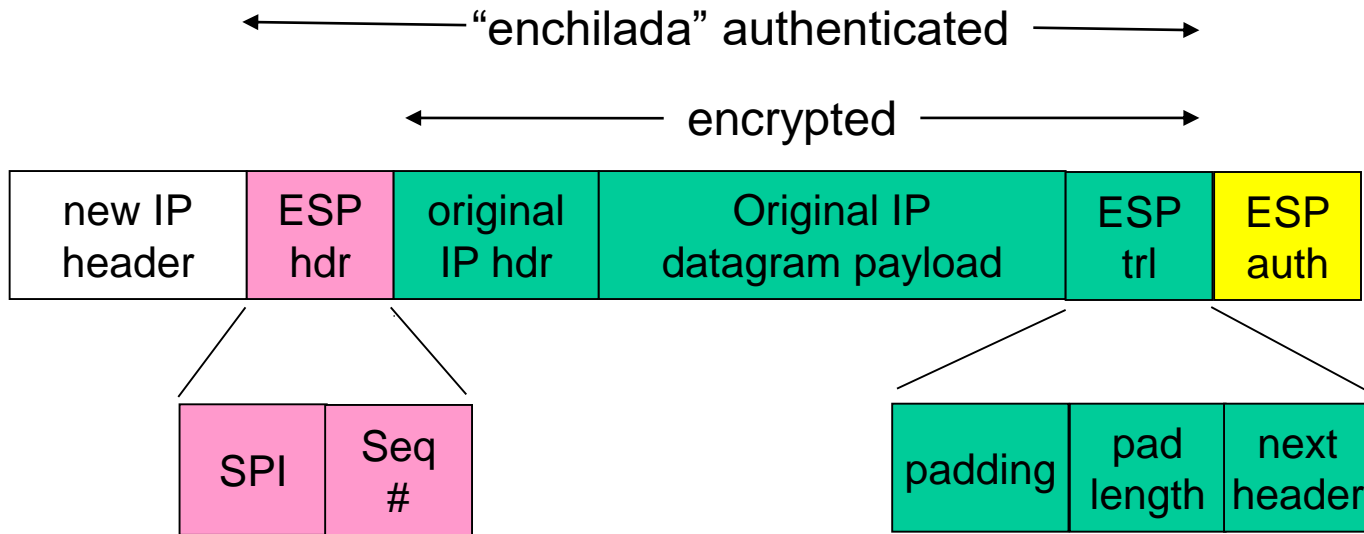 “enchilada” authenticated
encrypted
new IP
header
ESP
hdr
original
IP hdr
Original IP
datagram payload
ESP
trl
ESP
auth
SPI
Seq
#
padding
pad
length
next
header